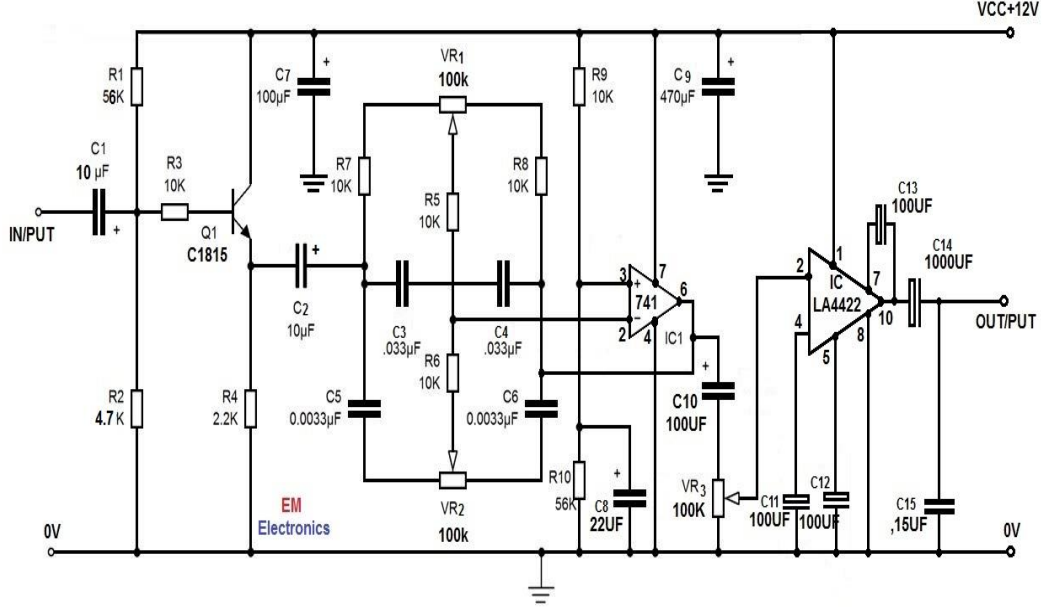 VCC+12V
VR1
100k
R1
56K
C7
100µF
+
R9
10K
C9
470µF
+
C1
10 µF
+
R3
10K
R7
10K
R8
10K
R5
10K
C13
100UF
IN/PUT
Q1
C1815
C14
1000UF
+
C2
10µF
C3
.033µF
C4
.033µF
3
+
7
741
6
−
2
4
IC1
2
1
IC
7
LA4422
10
4
5
8
OUT/PUT
R6
10K
+
C10
100UF
R2
4.7K
R4
2.2K
C5
0.0033µF
C6
0.0033µF
R10
56K
+
C8
22UF
VR3
100K
C11
100UF
C12
100UF
C15
,15UF
EM
Electronics
VR2
100k
0V
0V